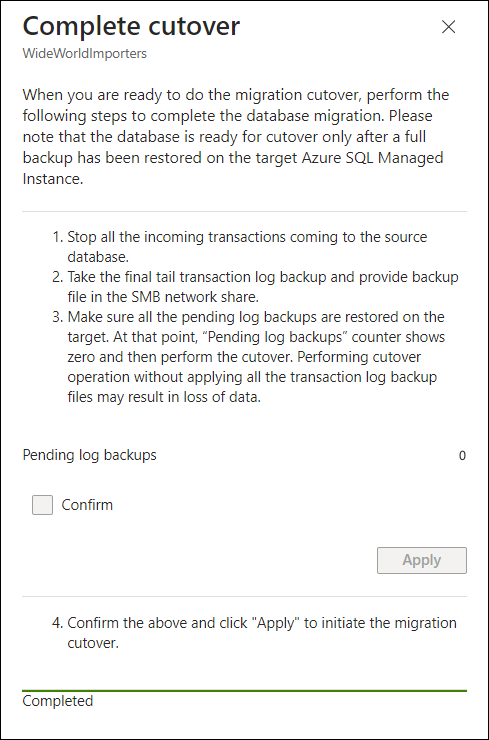 Complete cutover
WideWorldImporters
When you are ready to do the migration cutover, perform the
following steps to complete the database migration. Please
note that the database is ready for cutover only after a full
backup has been restored on the target Azure SQL Managed
Instance.
1. Stop all the incoming transactions coming to the source
database.
2. Take the final tail transaction log backup and provide backup
file in the SMB network share.
3. Make sure all the pending log backups are restored on the
target. At that point, “Pending log backups” counter shows
zero and then perform the cutover. Performing cutover
operation without applying all the transaction log backup
files may result in loss of data.
Pending log backups 0
Confirm
Apply
4. Confirm the above and click "Apply" to initiate the migration
cutover.
Completed